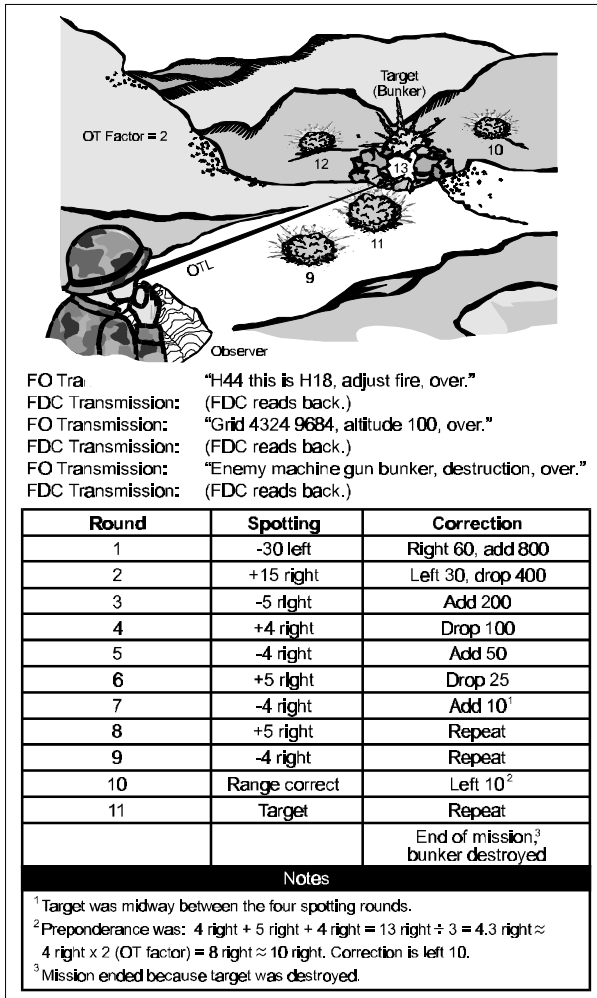 Target
(Bunker)
OT Factor = 2
10
12
13
11
9
OTL
Observer
FO Tra
“H44 this is H18, adjust fire, over.”
FDC Transmission: (FDC reads back.)
FO Transmission: “Grid 4324 9684, altitude 100, over.”
FDC Transmission: (FDC reads back.)
FO Transmission: “Enemy machine gun bunker, destruction, over.”
FDC Transmission: (FDC reads back.)
Round Spotting Correction
1 -30 left Right 60, add 800
2 +15 right Left 30, drop 400
3 -5 right Add 200
4 +4 right Drop 100
5 -4 right Add 50
6 +5 right Drop 25
7 -4 right Add 10¹
8 +5 right Repeat
9 -4 right Repeat
10 Range correct Left 10²
11 Target Repeat
End of mission,³
bunker destroyed
Notes
¹ Target was midway between the four spotting rounds.
² Preponderance was: 4 right + 5 right + 4 right = 13 right ÷ 3 = 4.3 right ≈
4 right x 2 (OT factor) = 8 right ≈ 10 right. Correction is left 10.
³ Mission ended because target was destroyed.